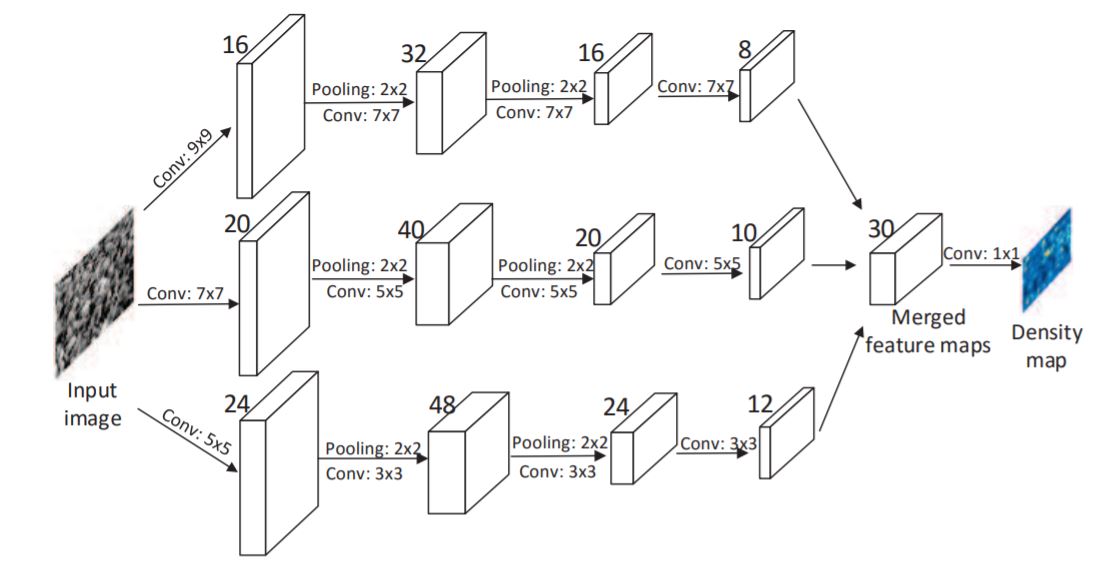 16
Pooling: 2x2
Conv: 7x7
32
Pooling: 2x2
Conv: 7x7
16
Conv: 7x7
8
Conv: 9x9
20
Pooling: 2x2
Conv: 5x5
40
Pooling: 2x2
Conv: 5x5
20
Conv: 5x5
10
30
Conv: 1x1
Conv: 7x7
Merged
feature maps
Density
map
Input
image
Conv: 5x5
24
Pooling: 2x2
Conv: 3x3
48
Pooling: 2x2
Conv: 3x3
24
Conv: 3x3
12